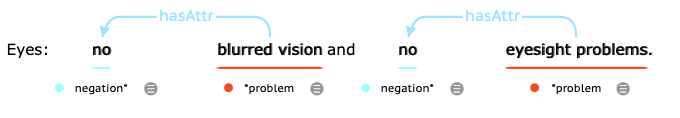 hasAttr hasAttr
Eyes: no blurred vision and no eyesight problems.
negation* *problem negation* *problem